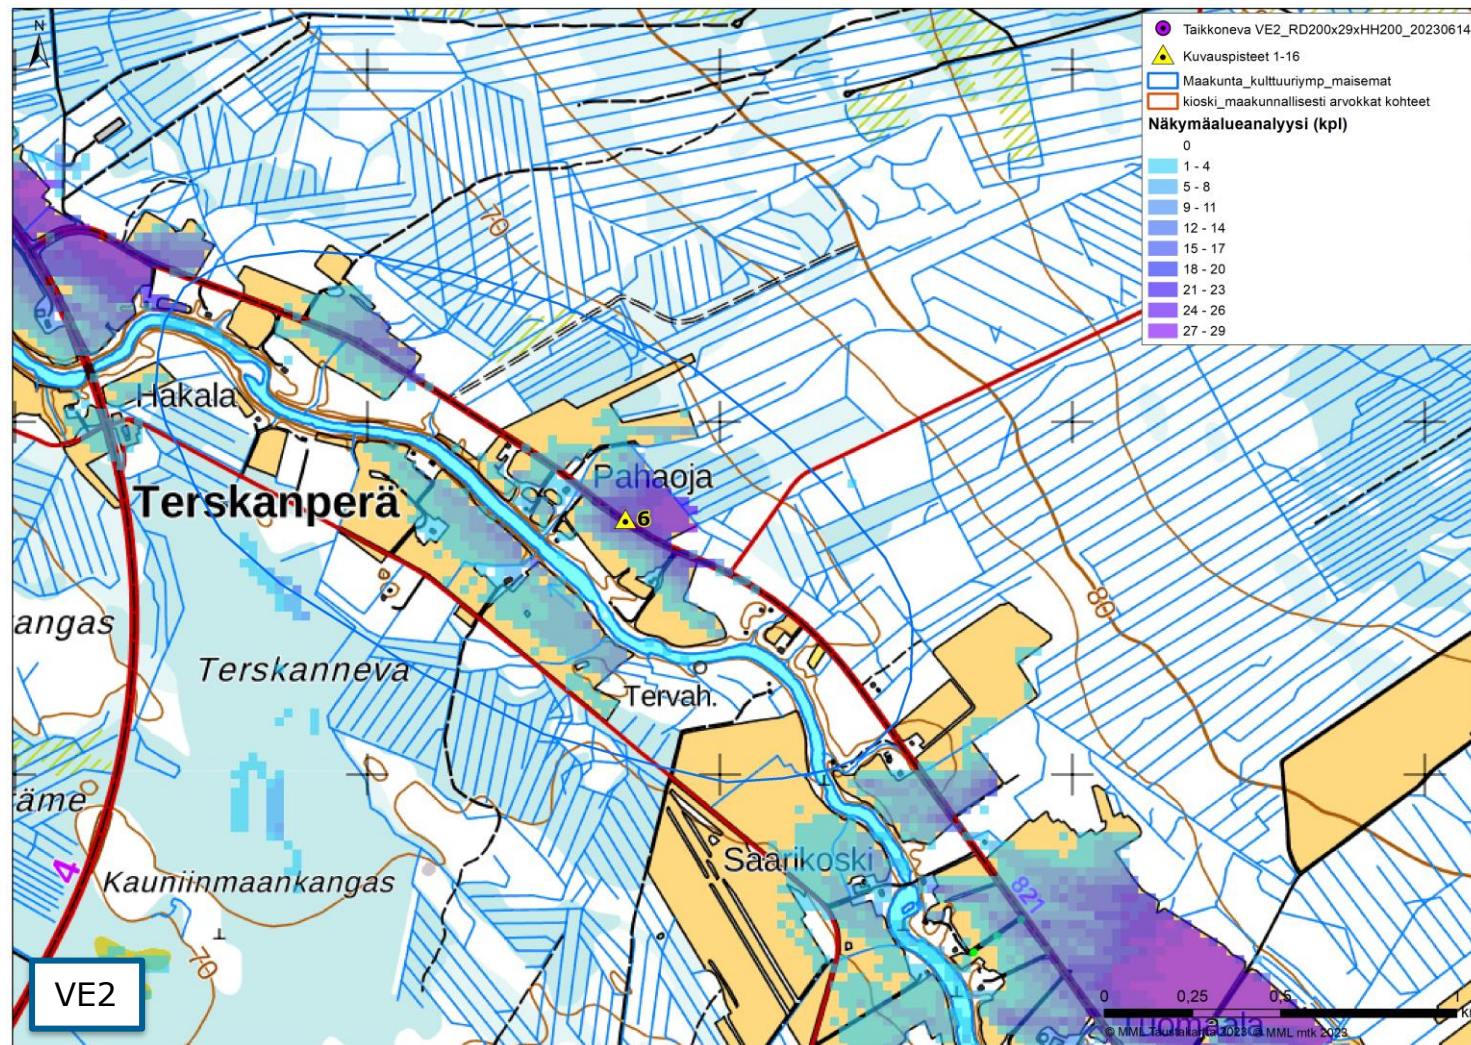 N
Taikkoneva VE2_RD200x29xHH200_20230614
Kuvauspisteet 1-16
Maakunta_kulttuuriymp_maisemat
kioski_maakunnallisesti arvokkat kohteet
Näkymäalueanalyysi (kpl)
0
1 - 4
5 - 8
9 - 11
12 - 14
15 - 17
18 - 20
21 - 23
24 - 26
27 - 29
70
Hakala
Pahaoja
Terskanperä
6
80
angas
Terskanneva
Tervah.
äme
Saarikoski
4
Kauniinmaankangas
821
70
VE2
0 0,25 0,5 1
km
Tuomaala
© MML Taustakartta 2023 © MML mtk 2023